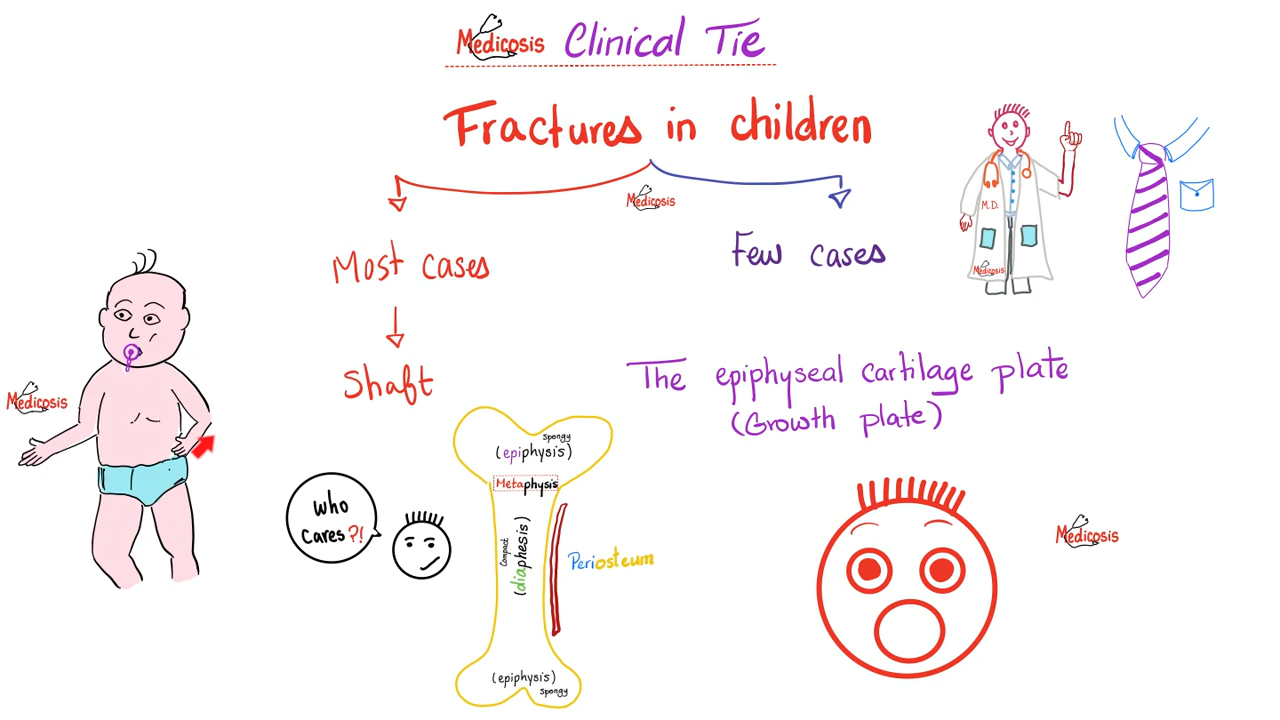 Medicosis Clinical Tie
Fractures in children
Medicosis
Most cases
Few cases
M.D.
Medicosis
Shaft
The epiphyseal cartilage plate
(Growth plate)
Medicosis
spongy
(epiphysis)
Metaphysis
who
cares?!
Compact
(diaphesis)
Periosteum
Medicosis
(epiphysis)
spongy